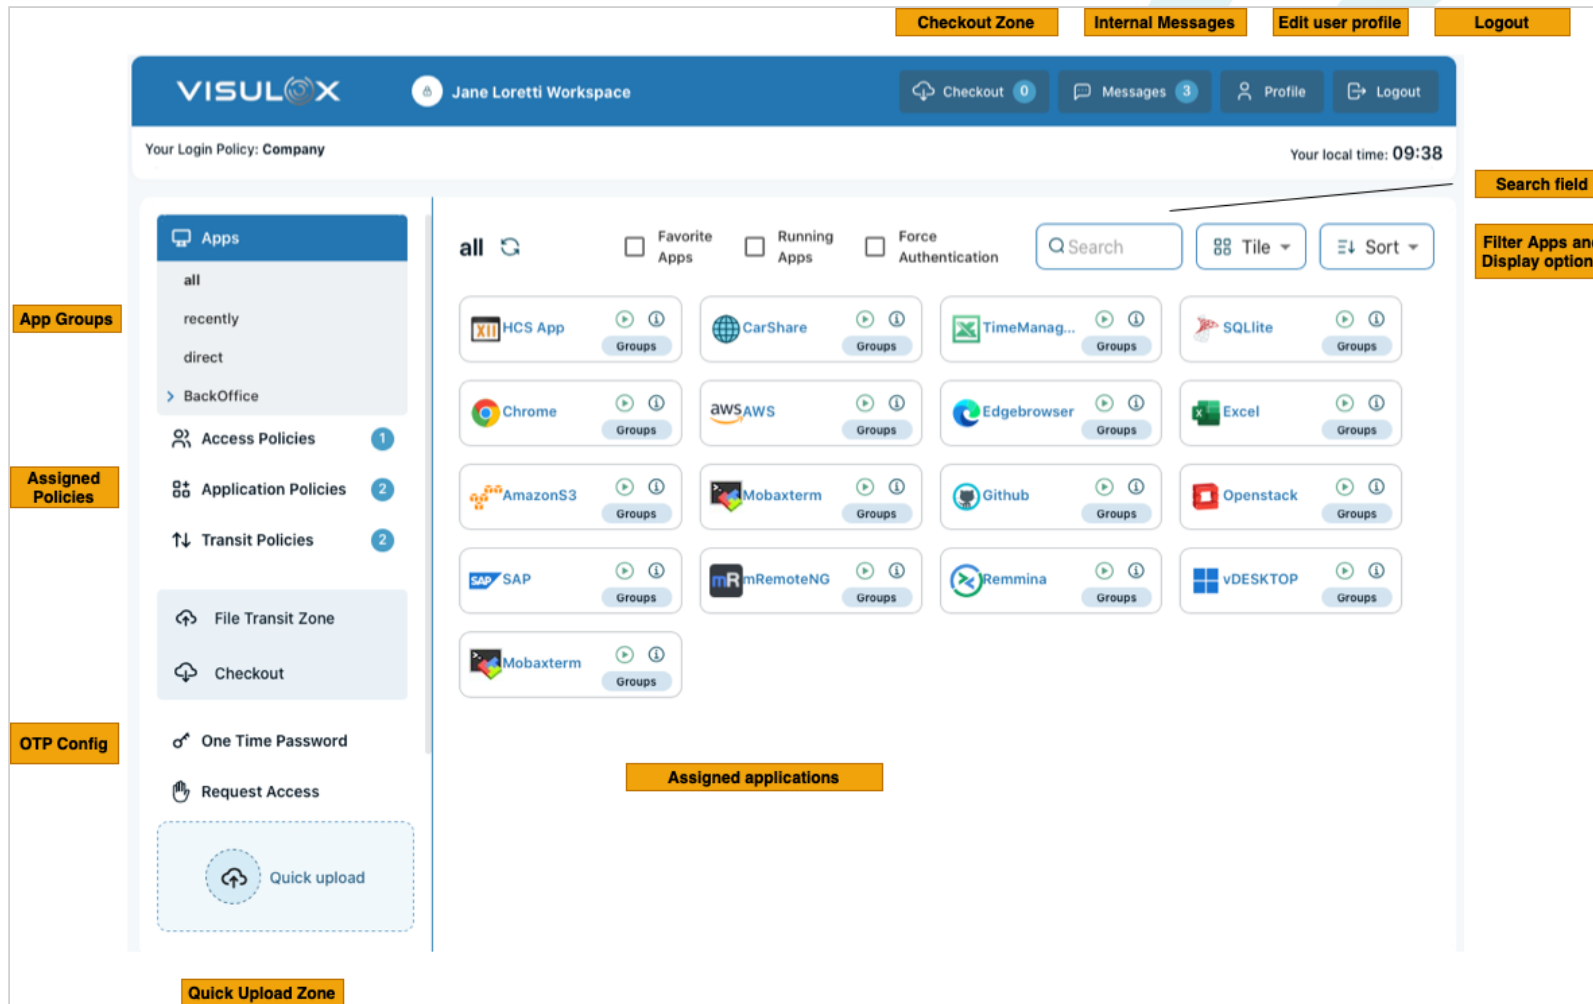 Checkout Zone
Internal Messages
Edit user profile
Logout
VISULOX
Jane Loretti Workspace
Checkout 0
Messages 3
Profile
Logout
Your Login Policy: Company
Your local time: 09:38
Search field
Filter Apps and
Display option
App Groups
Assigned
Policies
OTP Config
Apps
all
recently
direct
BackOffice
Access Policies 1
Application Policies 2
Transit Policies 2
File Transit Zone
Checkout
One Time Password
Request Access
Quick upload
Quick Upload Zone
all
Favorite
Apps
Running
Apps
Force
Authentication
Search
Tile
Sort
XII
HCS App
Groups
CarShare
Groups
TimeManag...
Groups
SQLlite
Groups
Chrome
Groups
aws
AWS
Groups
Edgebrowser
Groups
Excel
Groups
AmazonS3
Groups
Mobaxterm
Groups
Github
Groups
Openstack
Groups
SAP
SAP
Groups
mR
mRemoteNG
Groups
Remmina
Groups
vDESKTOP
Groups
Mobaxterm
Groups
Assigned applications